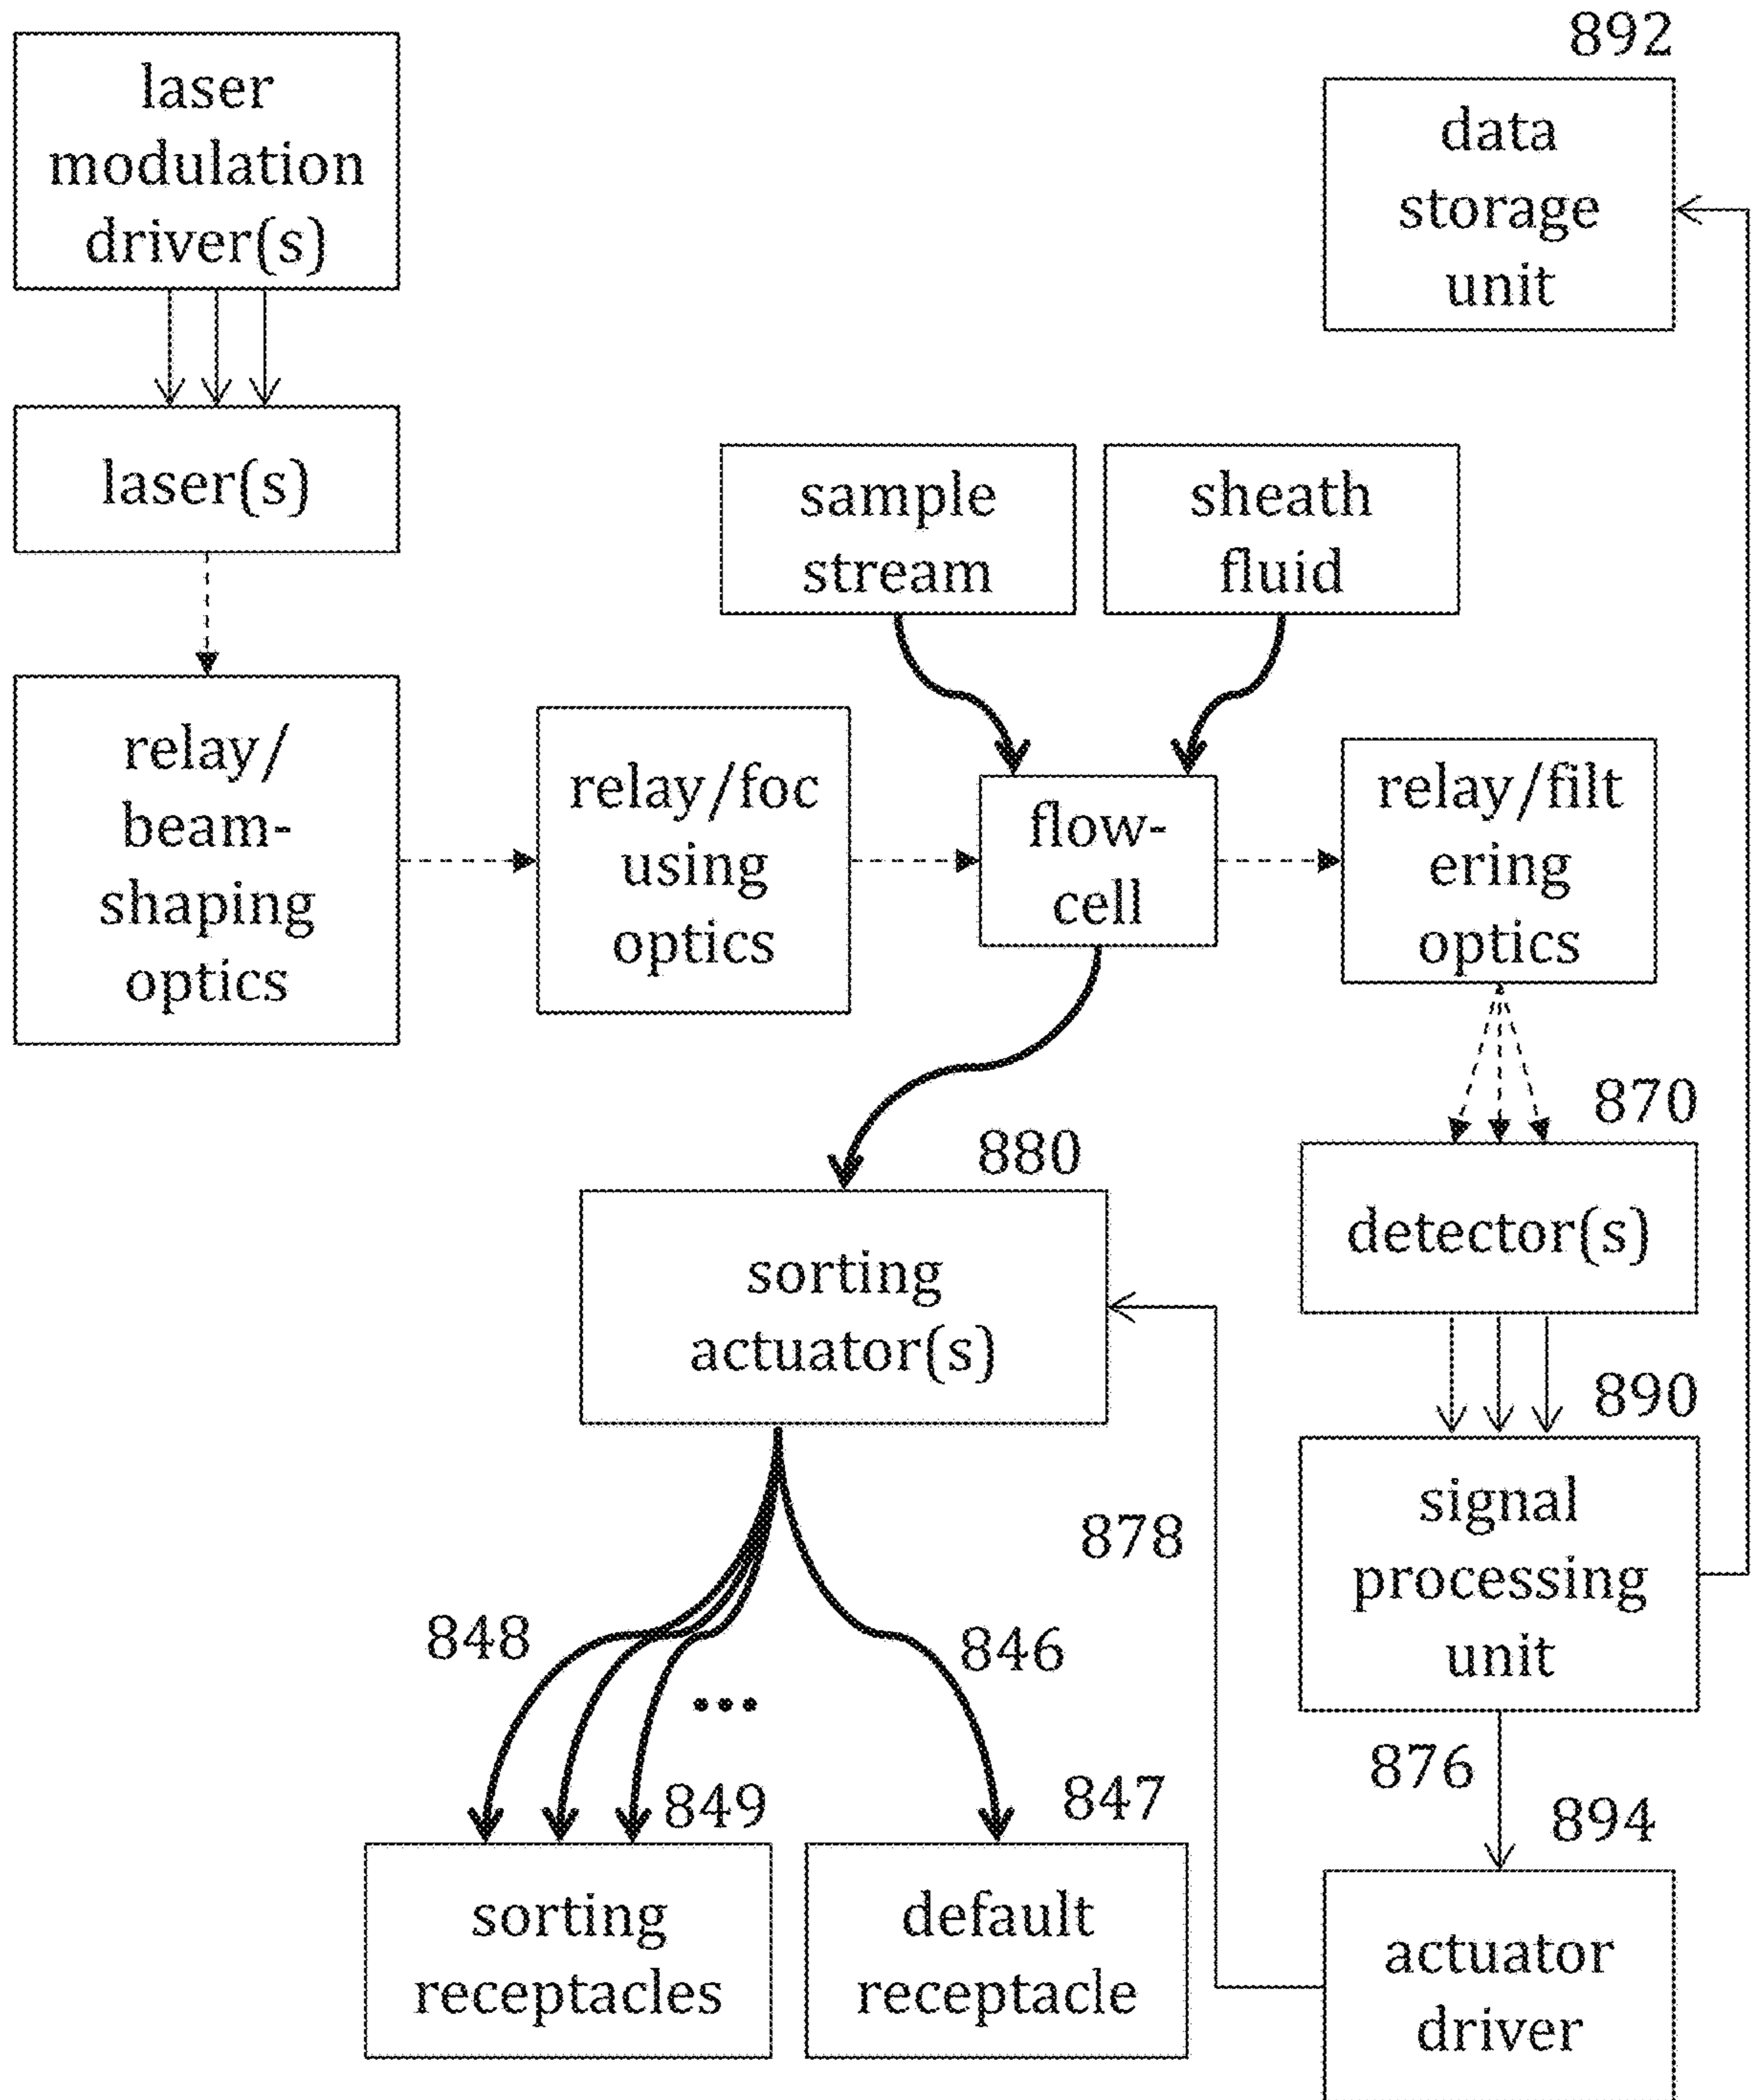 892
laser
modulation
driver(s)
data
storage
unit
laser(s)
sample
stream
sheath
fluid
relay/
beam-
shaping
optics
relay/foc
using
optics
flow-
cell
relay/filt
ering
optics
870
880
detector(s)
sorting
actuator(s)
890
signal
processing
unit
878
848
846
876
849
847
894
sorting
receptacles
default
receptacle
actuator
driver